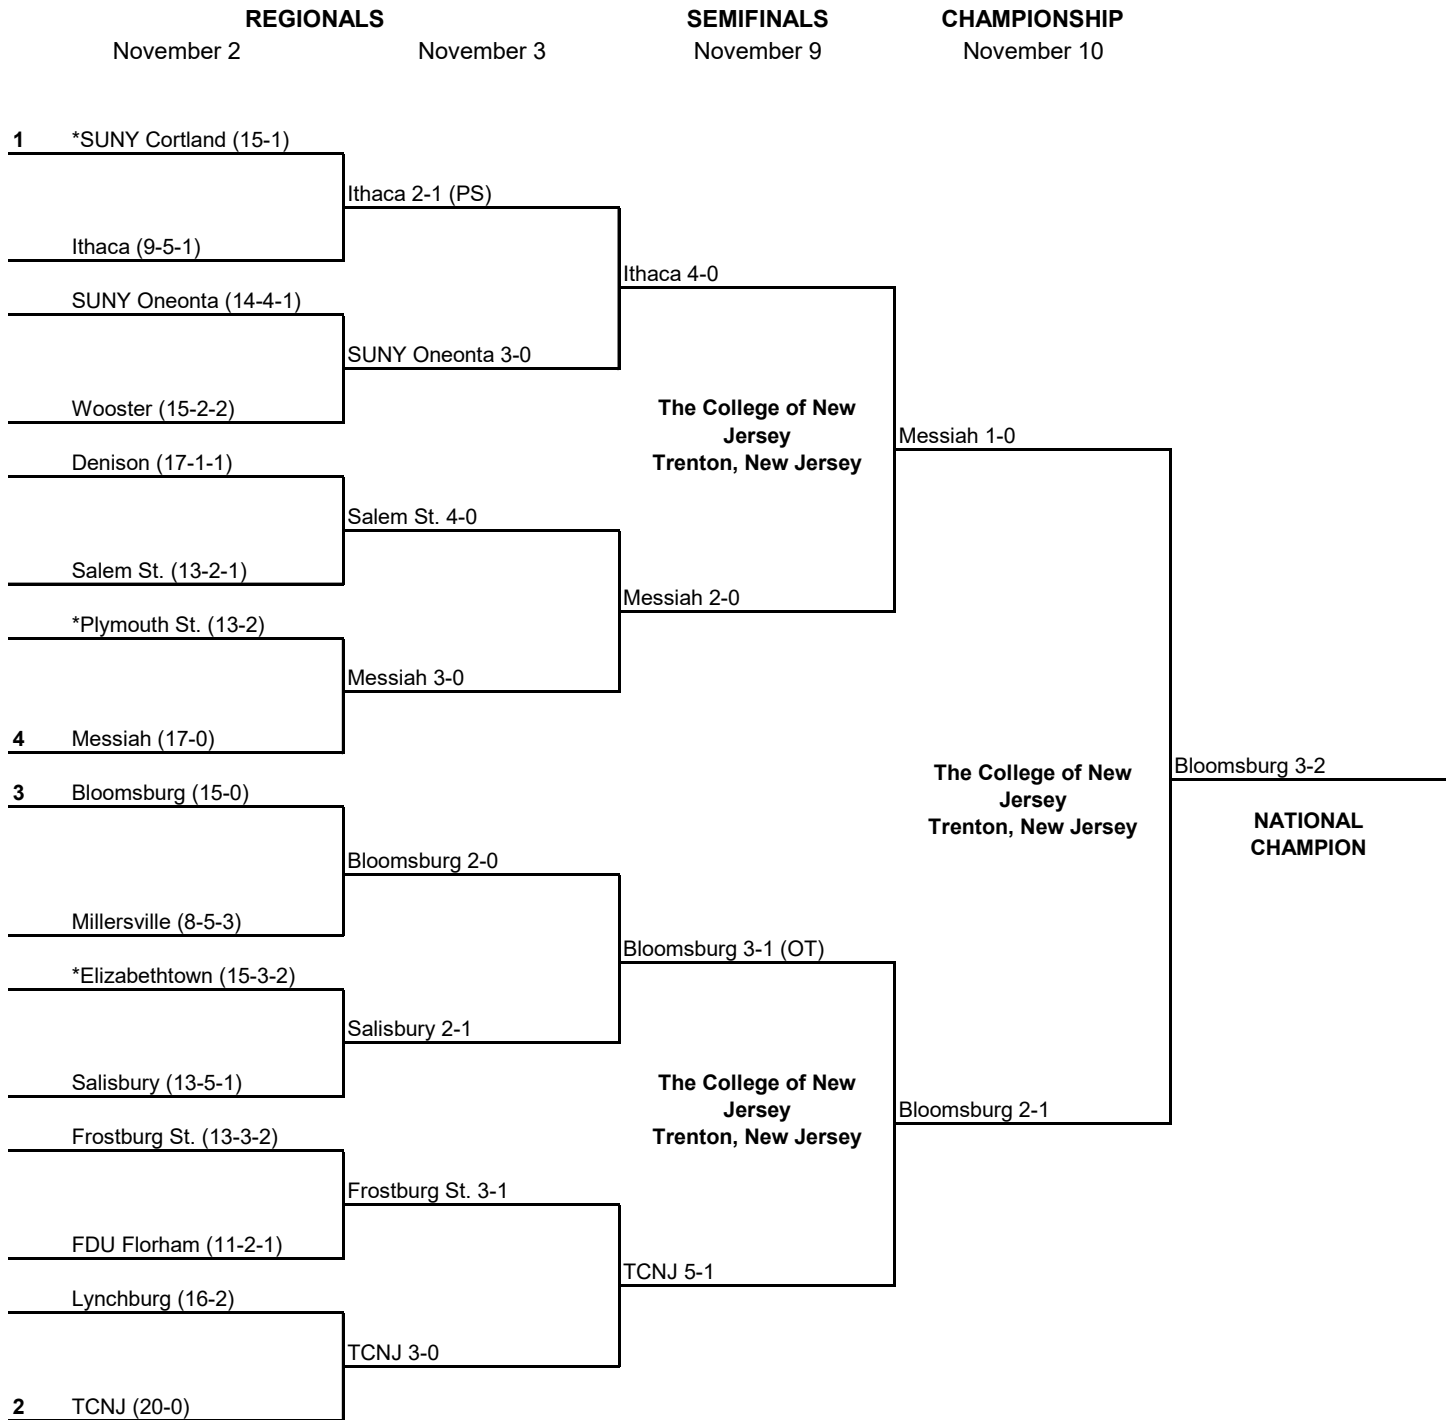 REGIONALS SEMIFINALS CHAMPIONSHIP
November 2 November 3 November 9 November 10
1 *SUNY Cortland (15-1)
Ithaca 2-1 (PS)
Ithaca (9-5-1)
Ithaca 4-0
SUNY Oneonta (14-4-1)
SUNY Oneonta 3-0
Wooster (15-2-2)
The College of New
Jersey
Trenton, New Jersey
Messiah 1-0
Denison (17-1-1)
Salem St. 4-0
Salem St. (13-2-1)
Messiah 2-0
*Plymouth St. (13-2)
Messiah 3-0
4 Messiah (17-0)
Bloomsburg 3-2
The College of New
Jersey
Trenton, New Jersey
NATIONAL
CHAMPION
3 Bloomsburg (15-0)
Bloomsburg 2-0
Millersville (8-5-3)
Bloomsburg 3-1 (OT)
*Elizabethtown (15-3-2)
Salisbury 2-1
Salisbury (13-5-1)
The College of New
Jersey
Trenton, New Jersey
Bloomsburg 2-1
Frostburg St. (13-3-2)
Frostburg St. 3-1
FDU Florham (11-2-1)
TCNJ 5-1
Lynchburg (16-2)
TCNJ 3-0
2 TCNJ (20-0)